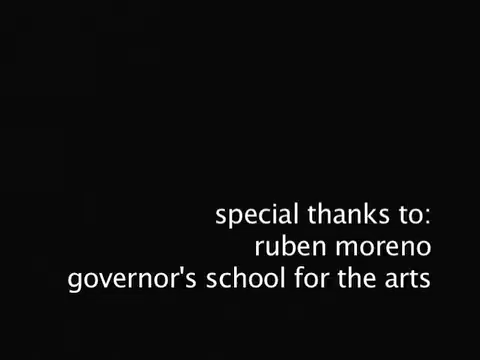 special thanks to:
ruben moreno
governor's school for the arts